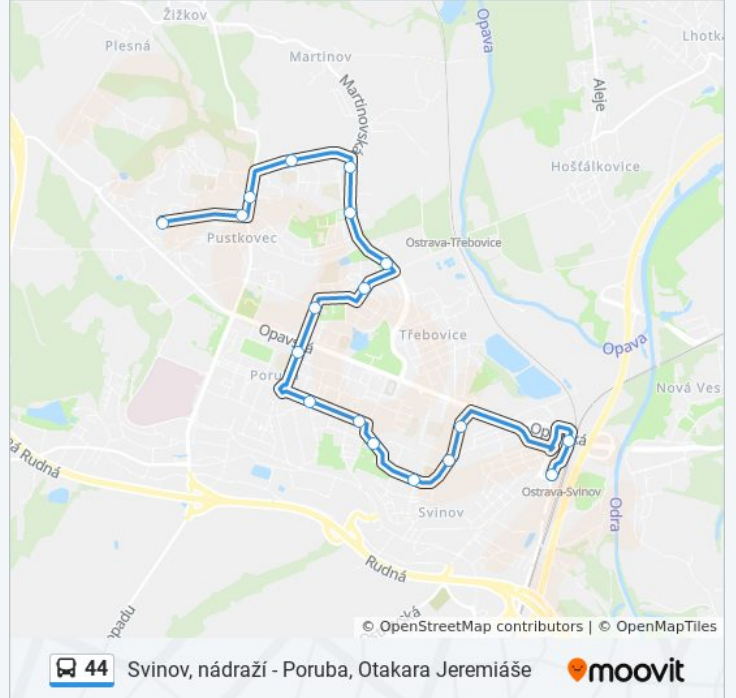 Žižkov
Opava
Plesná
Martinov
Lhotka
Martinovská
Aleje
Hošťálkovice
Pustkovec
Ostrava-Třebovice
Opavská
Třebovice
Opava
Poruba
Nová Ves
Rudná
Ostrava-Svinov
Svinov
Odra
Rudná
© OpenStreetMap contributors | © OpenMapTiles
44 Svinov, nádraží - Poruba, Otakara Jeremiáše moovit